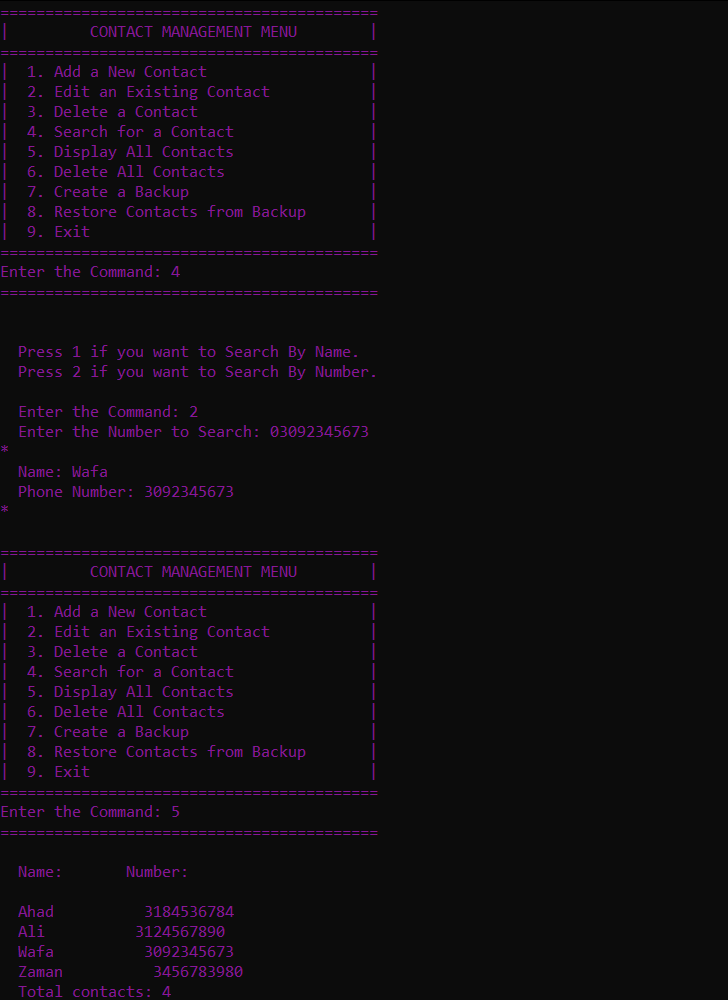 ==========================================
|         CONTACT MANAGEMENT MENU        |
==========================================
|  1. Add a New Contact                  |
|  2. Edit an Existing Contact           |
|  3. Delete a Contact                   |
|  4. Search for a Contact               |
|  5. Display All Contacts               |
|  6. Delete All Contacts                |
|  7. Create a Backup                    |
|  8. Restore Contacts from Backup       |
|  9. Exit                               |
==========================================
Enter the Command: 4
==========================================
  Press 1 if you want to Search By Name.
  Press 2 if you want to Search By Number.
  Enter the Command: 2
  Enter the Number to Search: 03092345673
*
  Name: Wafa
  Phone Number: 3092345673
*
==========================================
|         CONTACT MANAGEMENT MENU        |
==========================================
|  1. Add a New Contact                  |
|  2. Edit an Existing Contact           |
|  3. Delete a Contact                   |
|  4. Search for a Contact               |
|  5. Display All Contacts               |
|  6. Delete All Contacts                |
|  7. Create a Backup                    |
|  8. Restore Contacts from Backup       |
|  9. Exit                               |
==========================================
Enter the Command: 5
==========================================
  Name:       Number:
  Ahad          3184536784
  Ali          3124567890
  Wafa          3092345673
  Zaman          3456783980
  Total contacts: 4